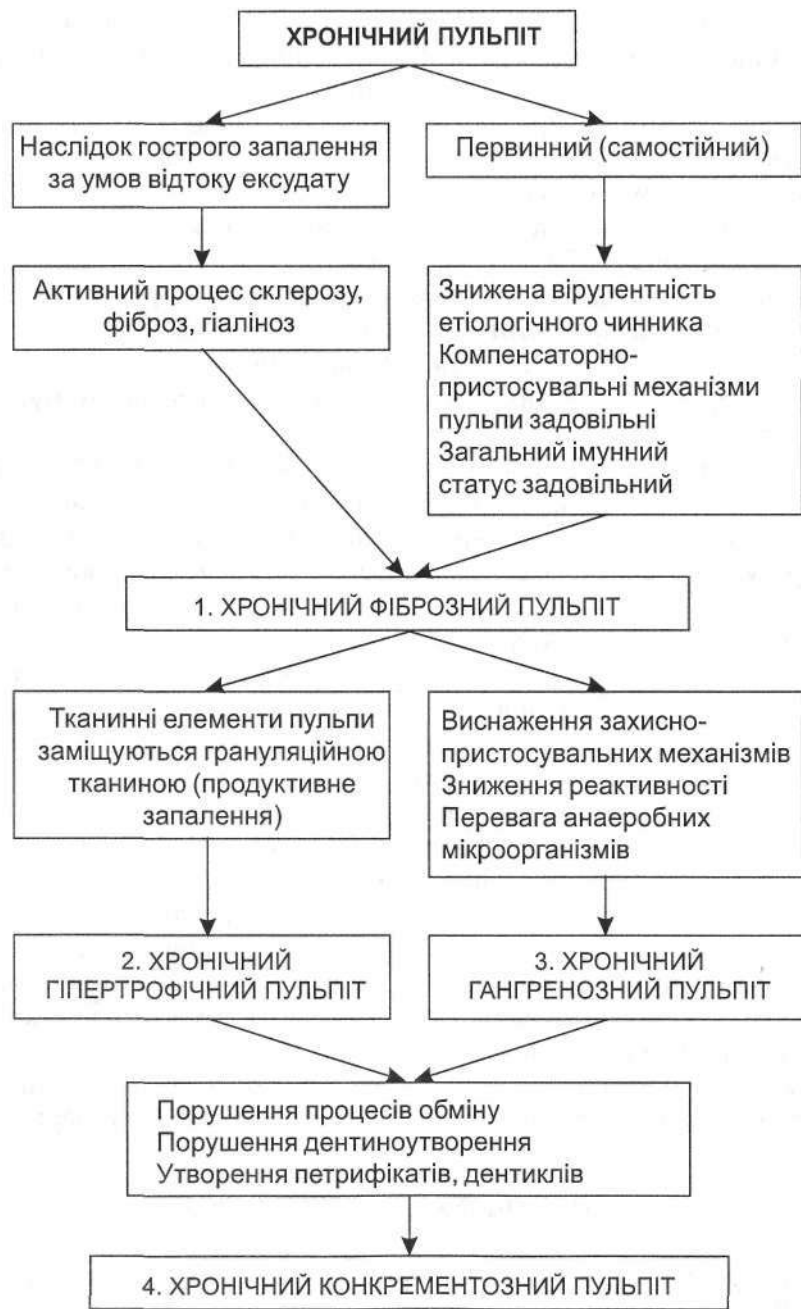 ХРОНІЧНИЙ ПУЛЬПІТ
Наслідок гострого запалення
за умов відтоку ексудату
Первинний (самостійний)
Активний процес склерозу,
фіброз, гіаліноз
Знижена вірулентність
етіологічного чинника
Компенсаторно-
пристосувальні механізми
пульпи задовільні
Загальний імунний
статус задовільний
1. ХРОНІЧНИЙ ФІБРОЗНИЙ ПУЛЬПІТ
Тканинні елементи пульпи
заміщуються грануляційною
тканиною (продуктивне
запалення)
Виснаження захисно-
пристосувальних механізмів
Зниження реактивності
Перевага анаеробних
мікроорганізмів
2. ХРОНІЧНИЙ
ГІПЕРТРОФІЧНИЙ ПУЛЬПІТ
3. ХРОНІЧНИЙ
ГАНГРЕНОЗНИЙ ПУЛЬПІТ
Порушення процесів обміну
Порушення дентиноутворення
Утворення петрифікатів, дентиклів
4. ХРОНІЧНИЙ КОНКРЕМЕНТОЗНИЙ ПУЛЬПІТ